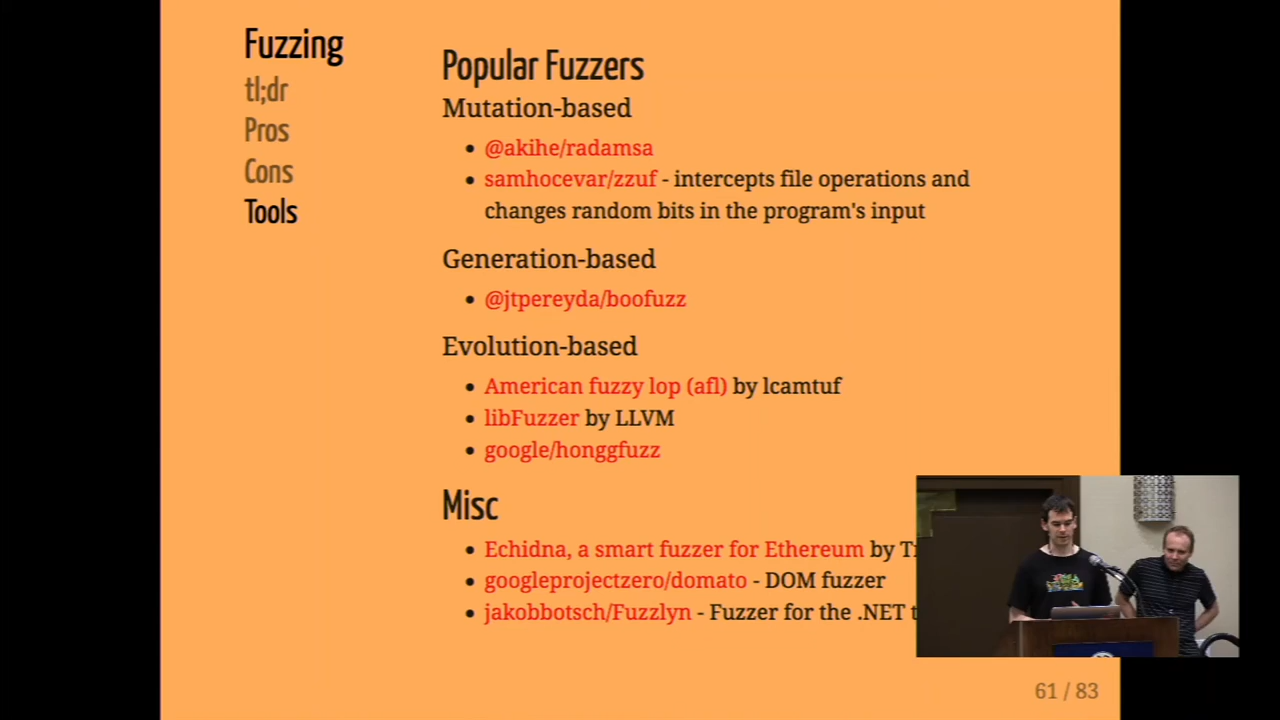 Fuzzing
tl;dr
Pros
Cons
Tools
Popular Fuzzers
Mutation-based
@akihe/radamsa
samhocevar/zzuf - intercepts file operations and
changes random bits in the program's input
Generation-based
@jtpereyda/boofuzz
Evolution-based
American fuzzy lop (afl) by lcamtuf
libFuzzer by LLVM
google/honggfuzz
Misc
Echidna, a smart fuzzer for Ethereum by
googleprojectzero/domato - DOM fuzzer
jakobbotsch/Fuzzlyn - Fuzzer for the .NET
61 / 83